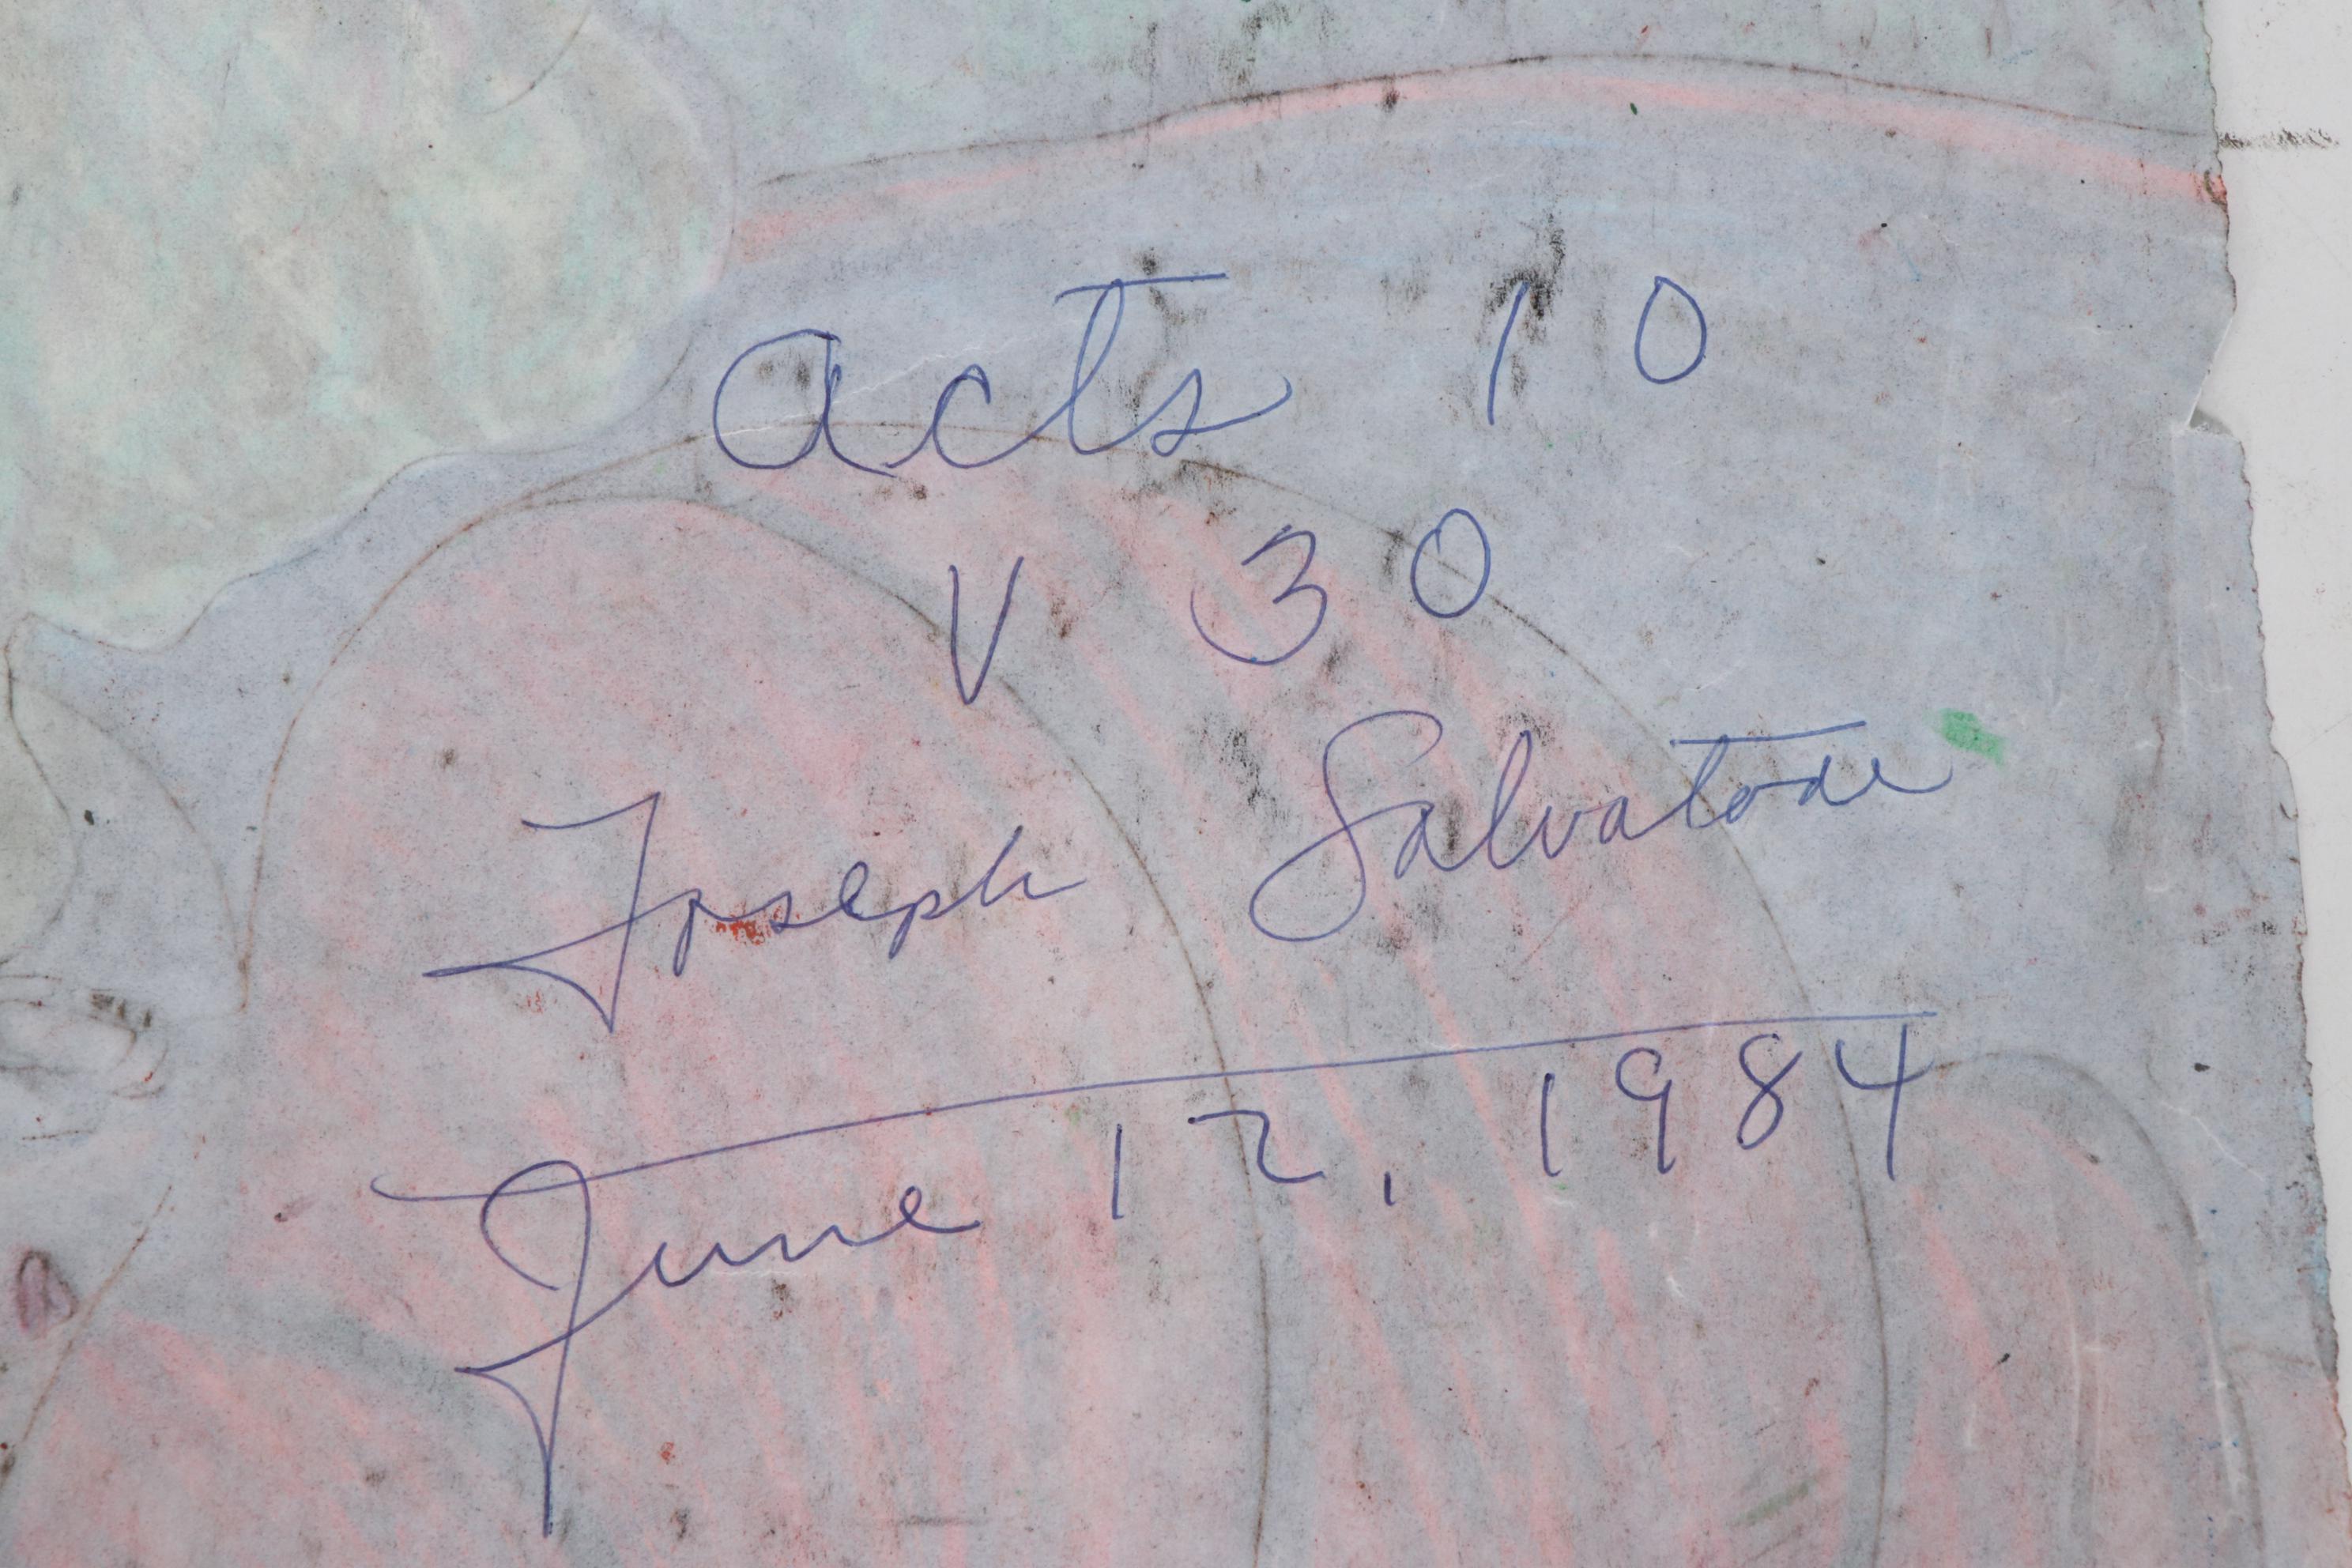 acts 10
V 30
Joseph Salvatore
June 12, 1984